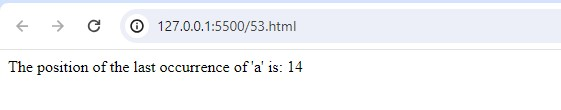 127.0.0.1:5500/53.html
The position of the last occurrence of 'a' is: 14